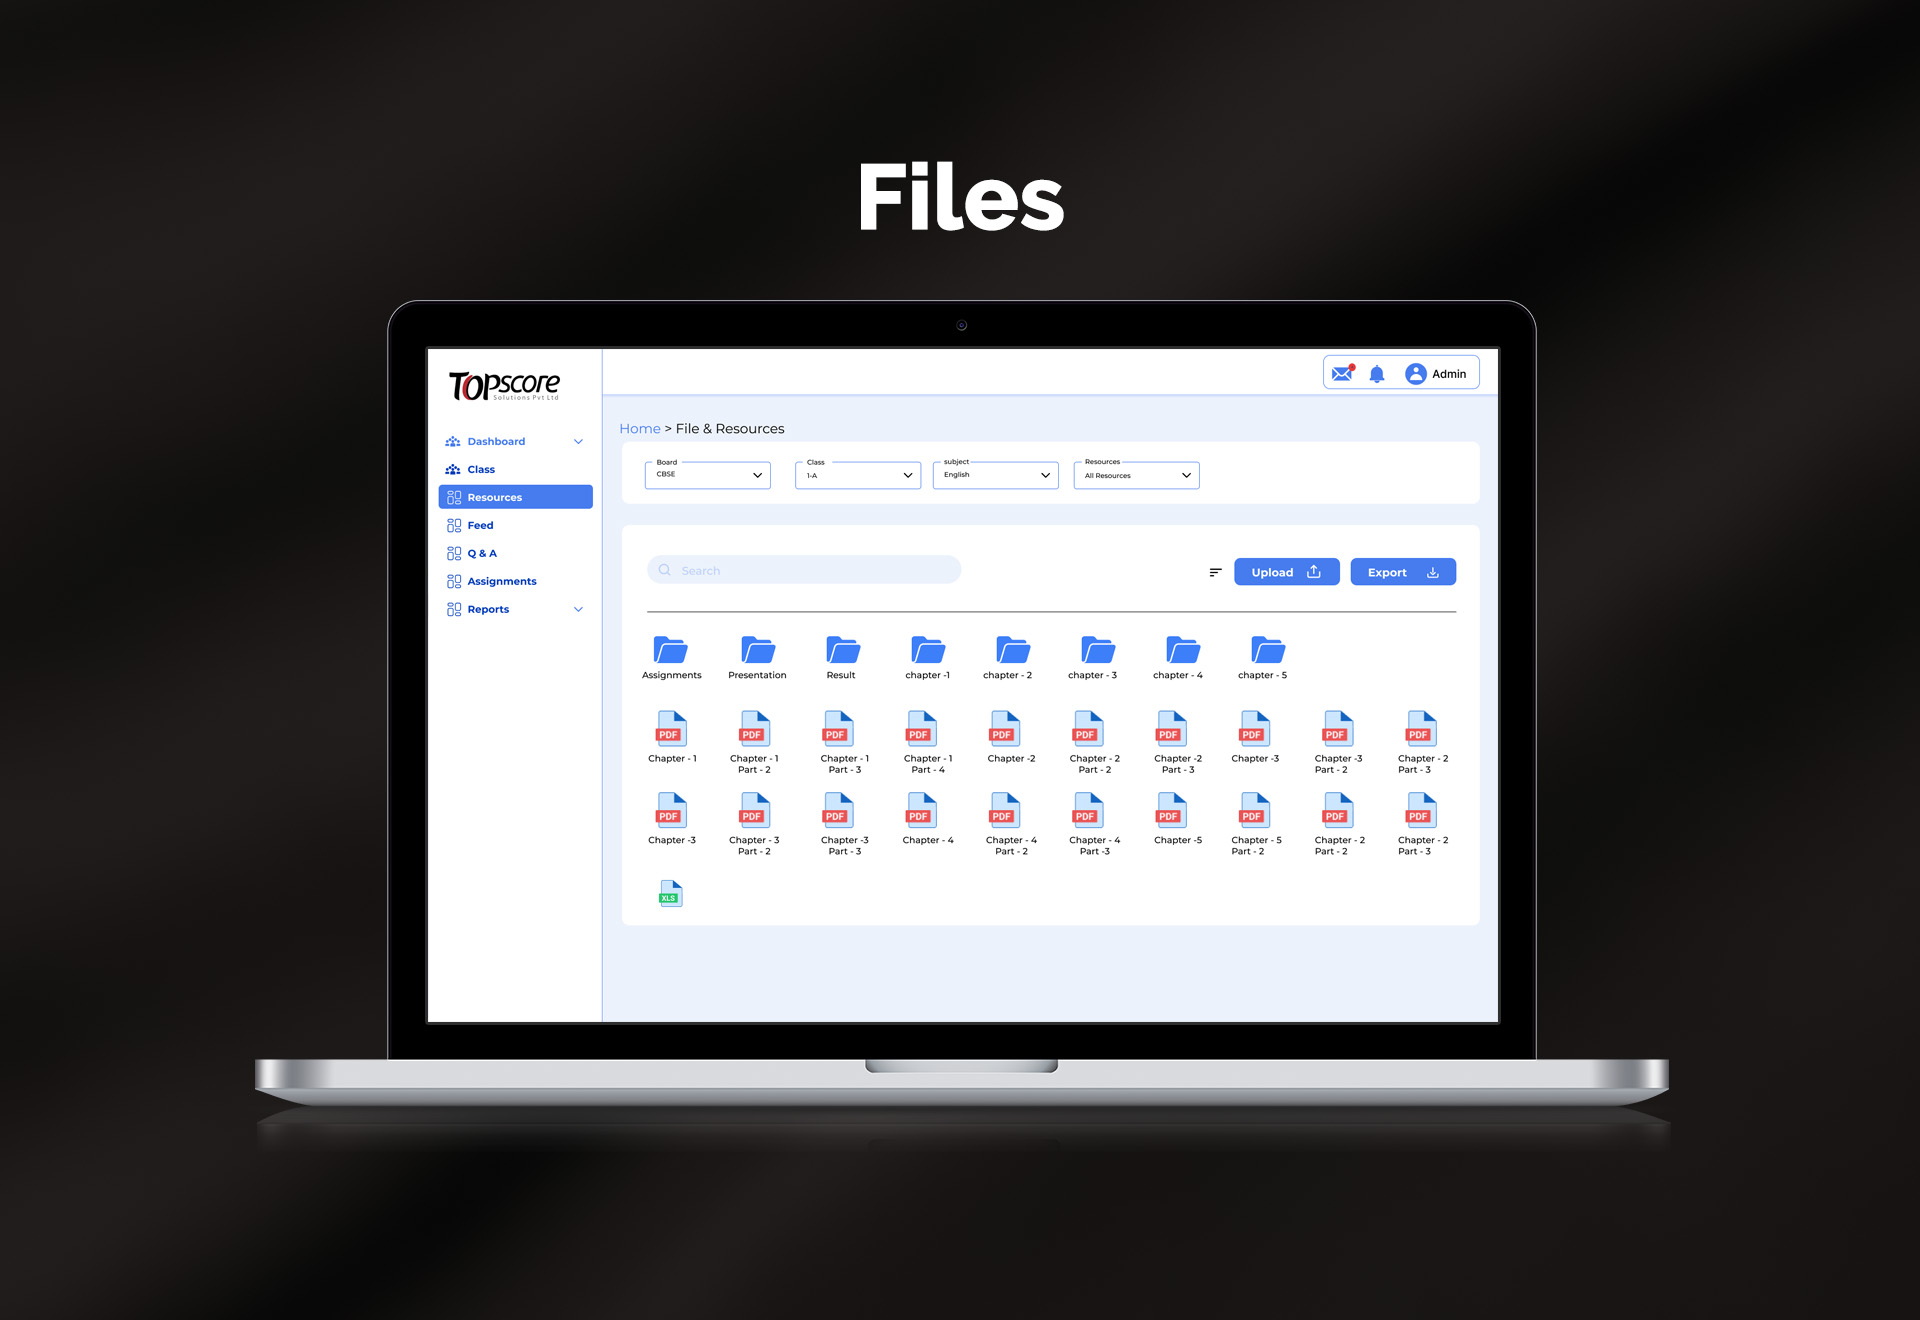 Files
Topscore
Solutions Pvt Ltd
Admin
Dashboard
Class
Resources
Feed
Q & A
Assignments
Reports
Home > File & Resources
Board
CBSE
Class
1-A
subject
English
Resources
All Resources
Search
Upload
Export
Assignments
Presentation
Result
chapter -1
chapter - 2
chapter - 3
chapter - 4
chapter - 5
PDF PDF PDF PDF PDF PDF PDF PDF PDF PDF
Chapter - 1
Chapter - 1
Part - 2
Chapter - 1
Part - 3
Chapter - 1
Part - 4
Chapter -2
Chapter - 2
Part - 2
Chapter -2
Part - 3
Chapter -3
Chapter -3
Part - 2
Chapter - 2
Part - 3
PDF PDF PDF PDF PDF PDF PDF PDF PDF PDF
Chapter -3
Chapter - 3
Part - 2
Chapter -3
Part - 3
Chapter - 4
Chapter - 4
Part - 2
Chapter - 4
Part -3
Chapter -5
Chapter - 5
Part - 2
Chapter - 2
Part - 2
Chapter - 2
Part - 3
XLS